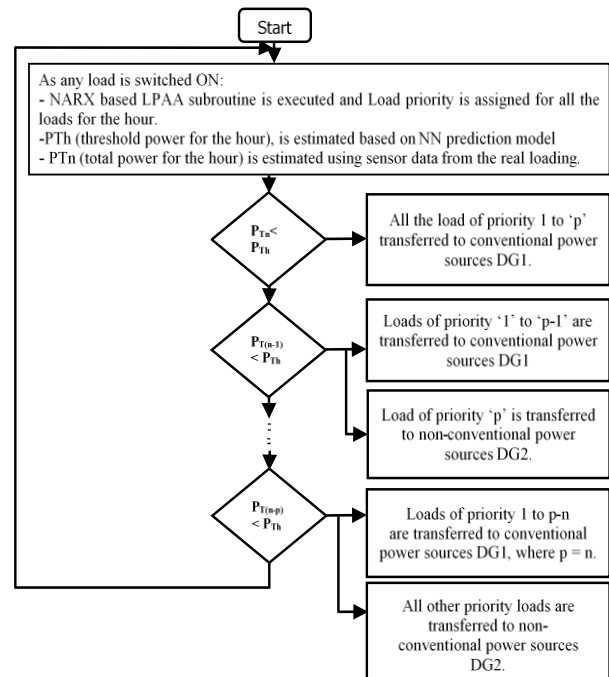 Start
As any load is switched ON:
- NARX based LPAA subroutine is executed and Load priority is assigned for all the
loads for the hour.
-PTh (threshold power for the hour), is estimated based on NN prediction model
- PTn (total power for the hour) is estimated using sensor data from the real loading.
PTn<
PTh
All the load of priority 1 to ‘p’
transferred to conventional power
sources DG1.
PT(n-1)
< PTh
Loads of priority ‘1’ to ‘p-1’ are
transferred to conventional power
sources DG1
Load of priority ‘p’ is transferred
to non-conventional power
sources DG2.
PT(n-p)
< PTh
Loads of priority 1 to p-n
are transferred to conventional
power sources DG1, where p = n.
All other priority loads are
transferred to non-
conventional power sources
DG2.